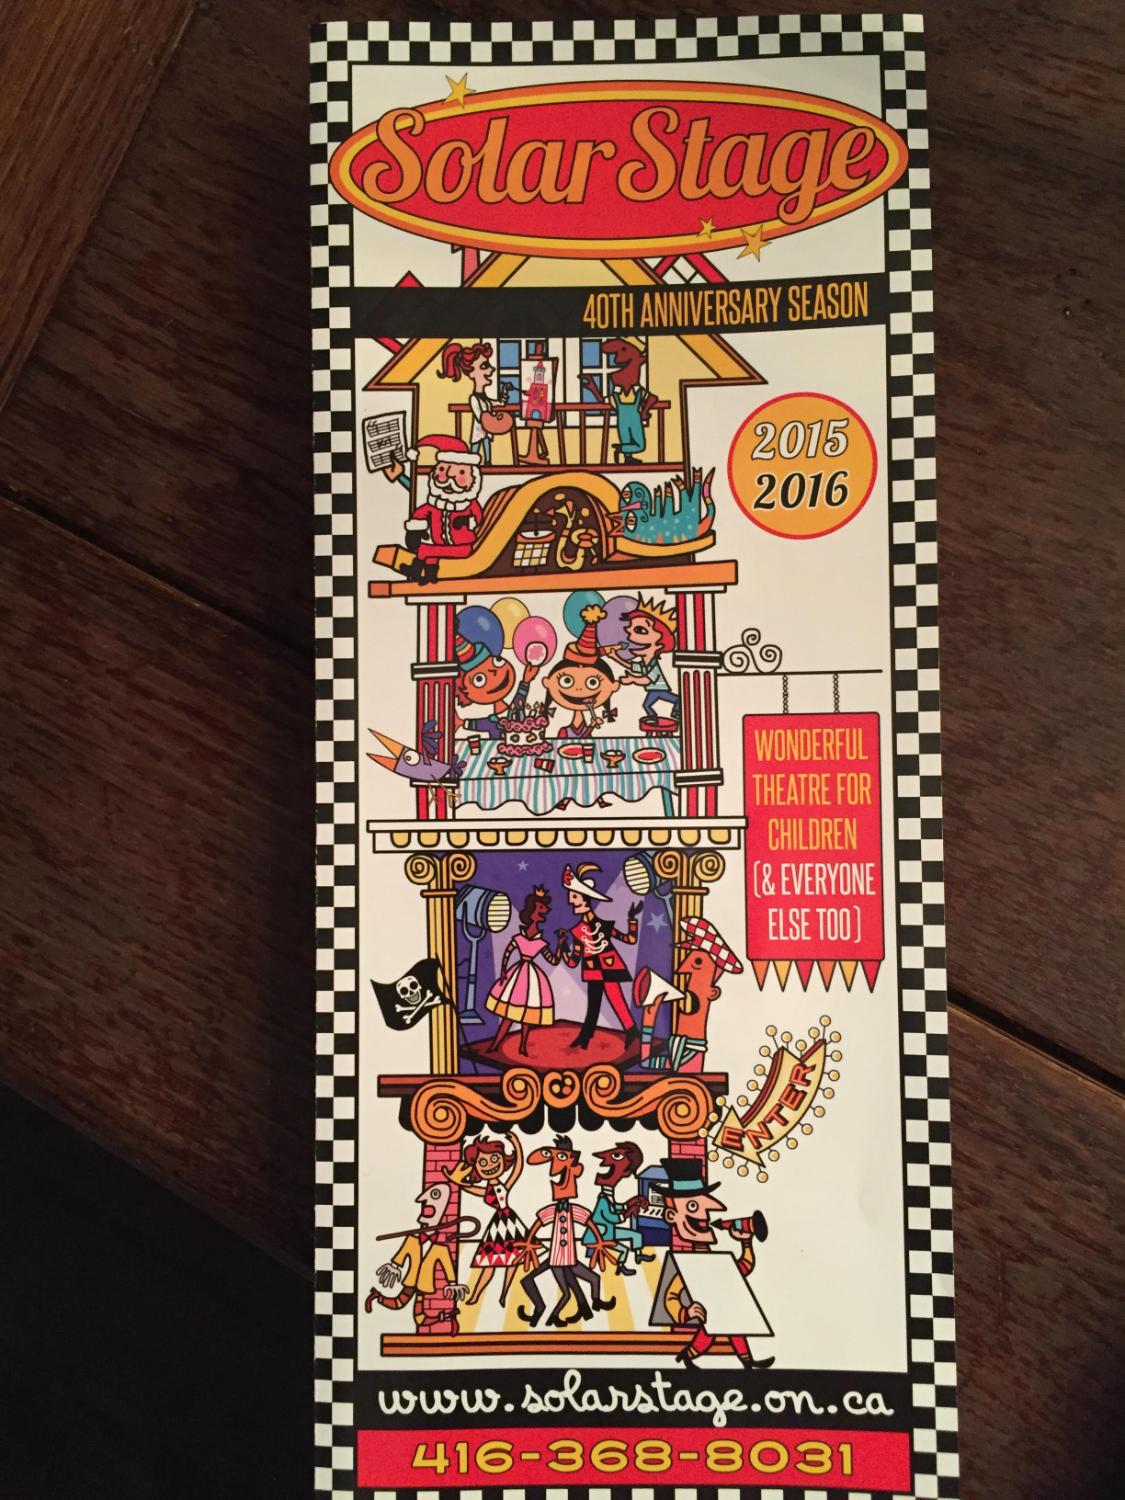 Solar Stage
40TH ANNIVERSARY SEASON
2015
2016
WONDERFUL
THEATRE FOR
CHILDREN
(& EVERYONE
ELSE TOO)
ENTER
www.solarstage.on.ca
416-368-8031